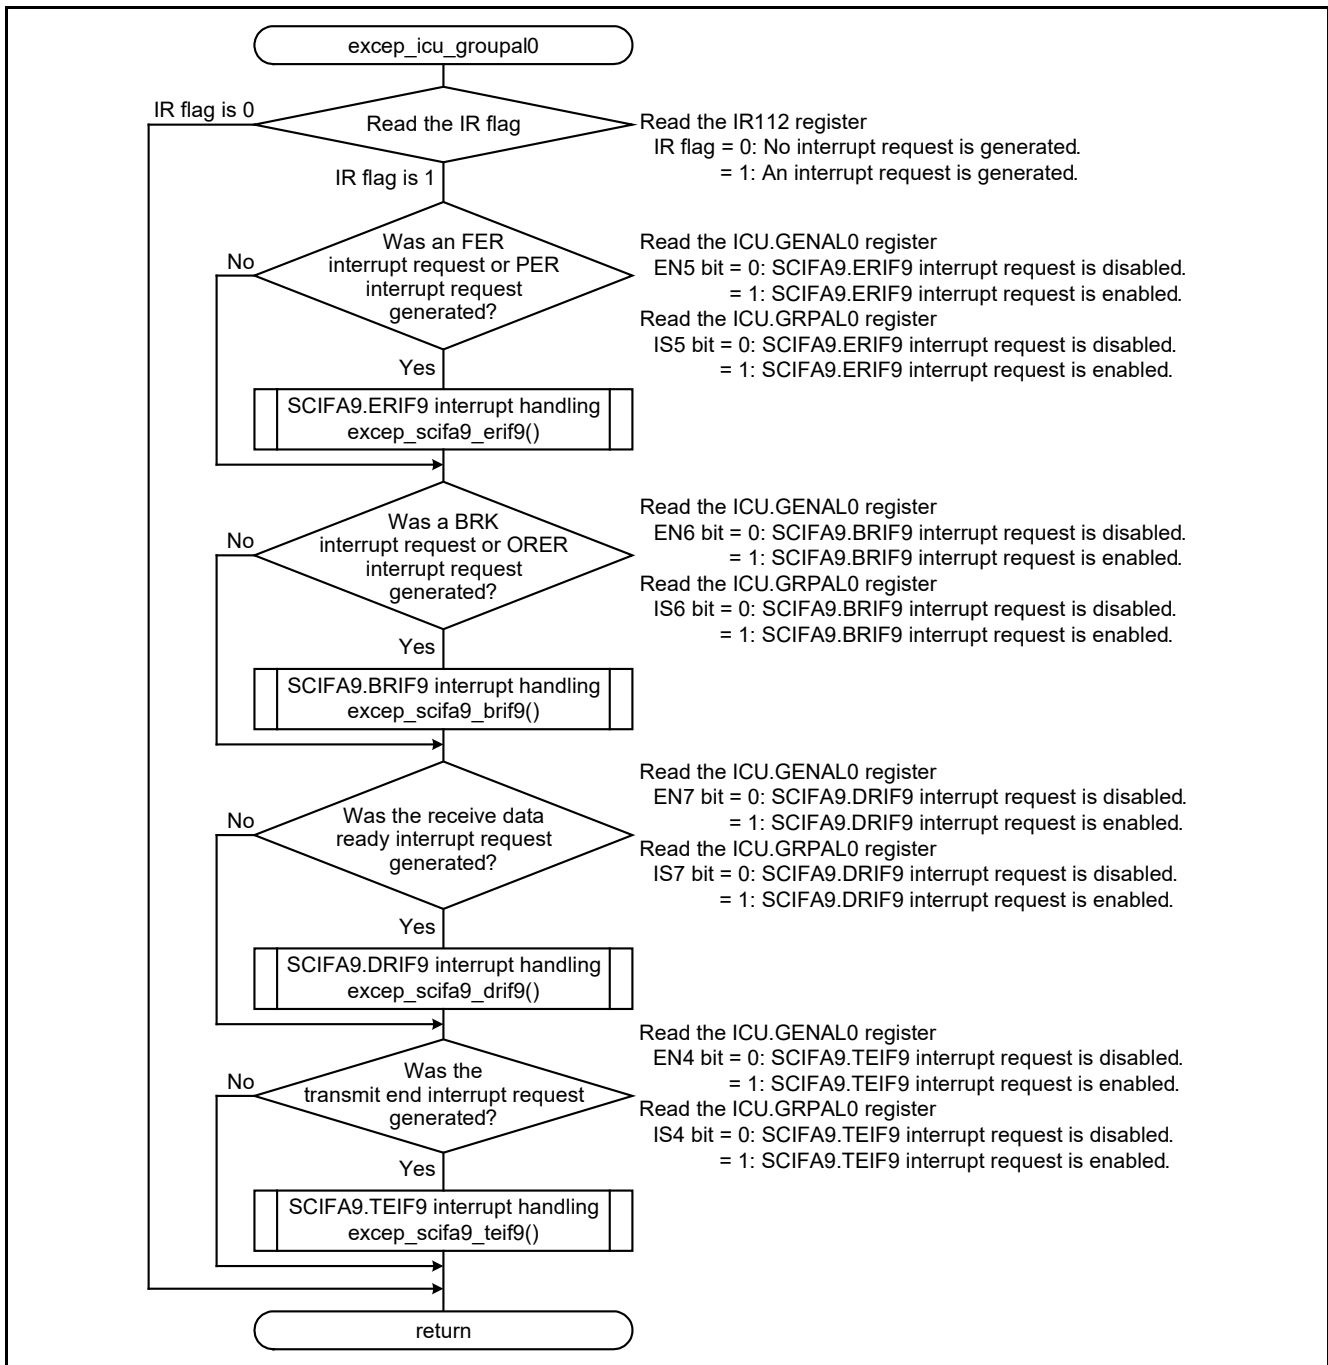 excep_icu_groupal0
IR flag is 0
Read the IR flag
Read the IR112 register
IR flag = 0: No interrupt request is generated.
= 1: An interrupt request is generated.
IR flag is 1
Was an FER
interrupt request or PER
interrupt request
generated?
No
Read the ICU.GENAL0 register
EN5 bit = 0: SCIFA9.ERIF9 interrupt request is disabled.
= 1: SCIFA9.ERIF9 interrupt request is enabled.
Read the ICU.GRPAL0 register
IS5 bit = 0: SCIFA9.ERIF9 interrupt request is disabled.
= 1: SCIFA9.ERIF9 interrupt request is enabled.
Yes
SCIFA9.ERIF9 interrupt handling
excep_scifa9_erif9()
Was a BRK
interrupt request or ORER
interrupt request
generated?
No
Read the ICU.GENAL0 register
EN6 bit = 0: SCIFA9.BRIF9 interrupt request is disabled.
= 1: SCIFA9.BRIF9 interrupt request is enabled.
Read the ICU.GRPAL0 register
IS6 bit = 0: SCIFA9.BRIF9 interrupt request is disabled.
= 1: SCIFA9.BRIF9 interrupt request is enabled.
Yes
SCIFA9.BRIF9 interrupt handling
excep_scifa9_brif9()
Was the receive data
ready interrupt request
generated?
No
Read the ICU.GENAL0 register
EN7 bit = 0: SCIFA9.DRIF9 interrupt request is disabled.
= 1: SCIFA9.DRIF9 interrupt request is enabled.
Read the ICU.GRPAL0 register
IS7 bit = 0: SCIFA9.DRIF9 interrupt request is disabled.
= 1: SCIFA9.DRIF9 interrupt request is enabled.
Yes
SCIFA9.DRIF9 interrupt handling
excep_scifa9_drif9()
Was the
transmit end interrupt request
generated?
No
Read the ICU.GENAL0 register
EN4 bit = 0: SCIFA9.TEIF9 interrupt request is disabled.
= 1: SCIFA9.TEIF9 interrupt request is enabled.
Read the ICU.GRPAL0 register
IS4 bit = 0: SCIFA9.TEIF9 interrupt request is disabled.
= 1: SCIFA9.TEIF9 interrupt request is enabled.
Yes
SCIFA9.TEIF9 interrupt handling
excep_scifa9_teif9()
return